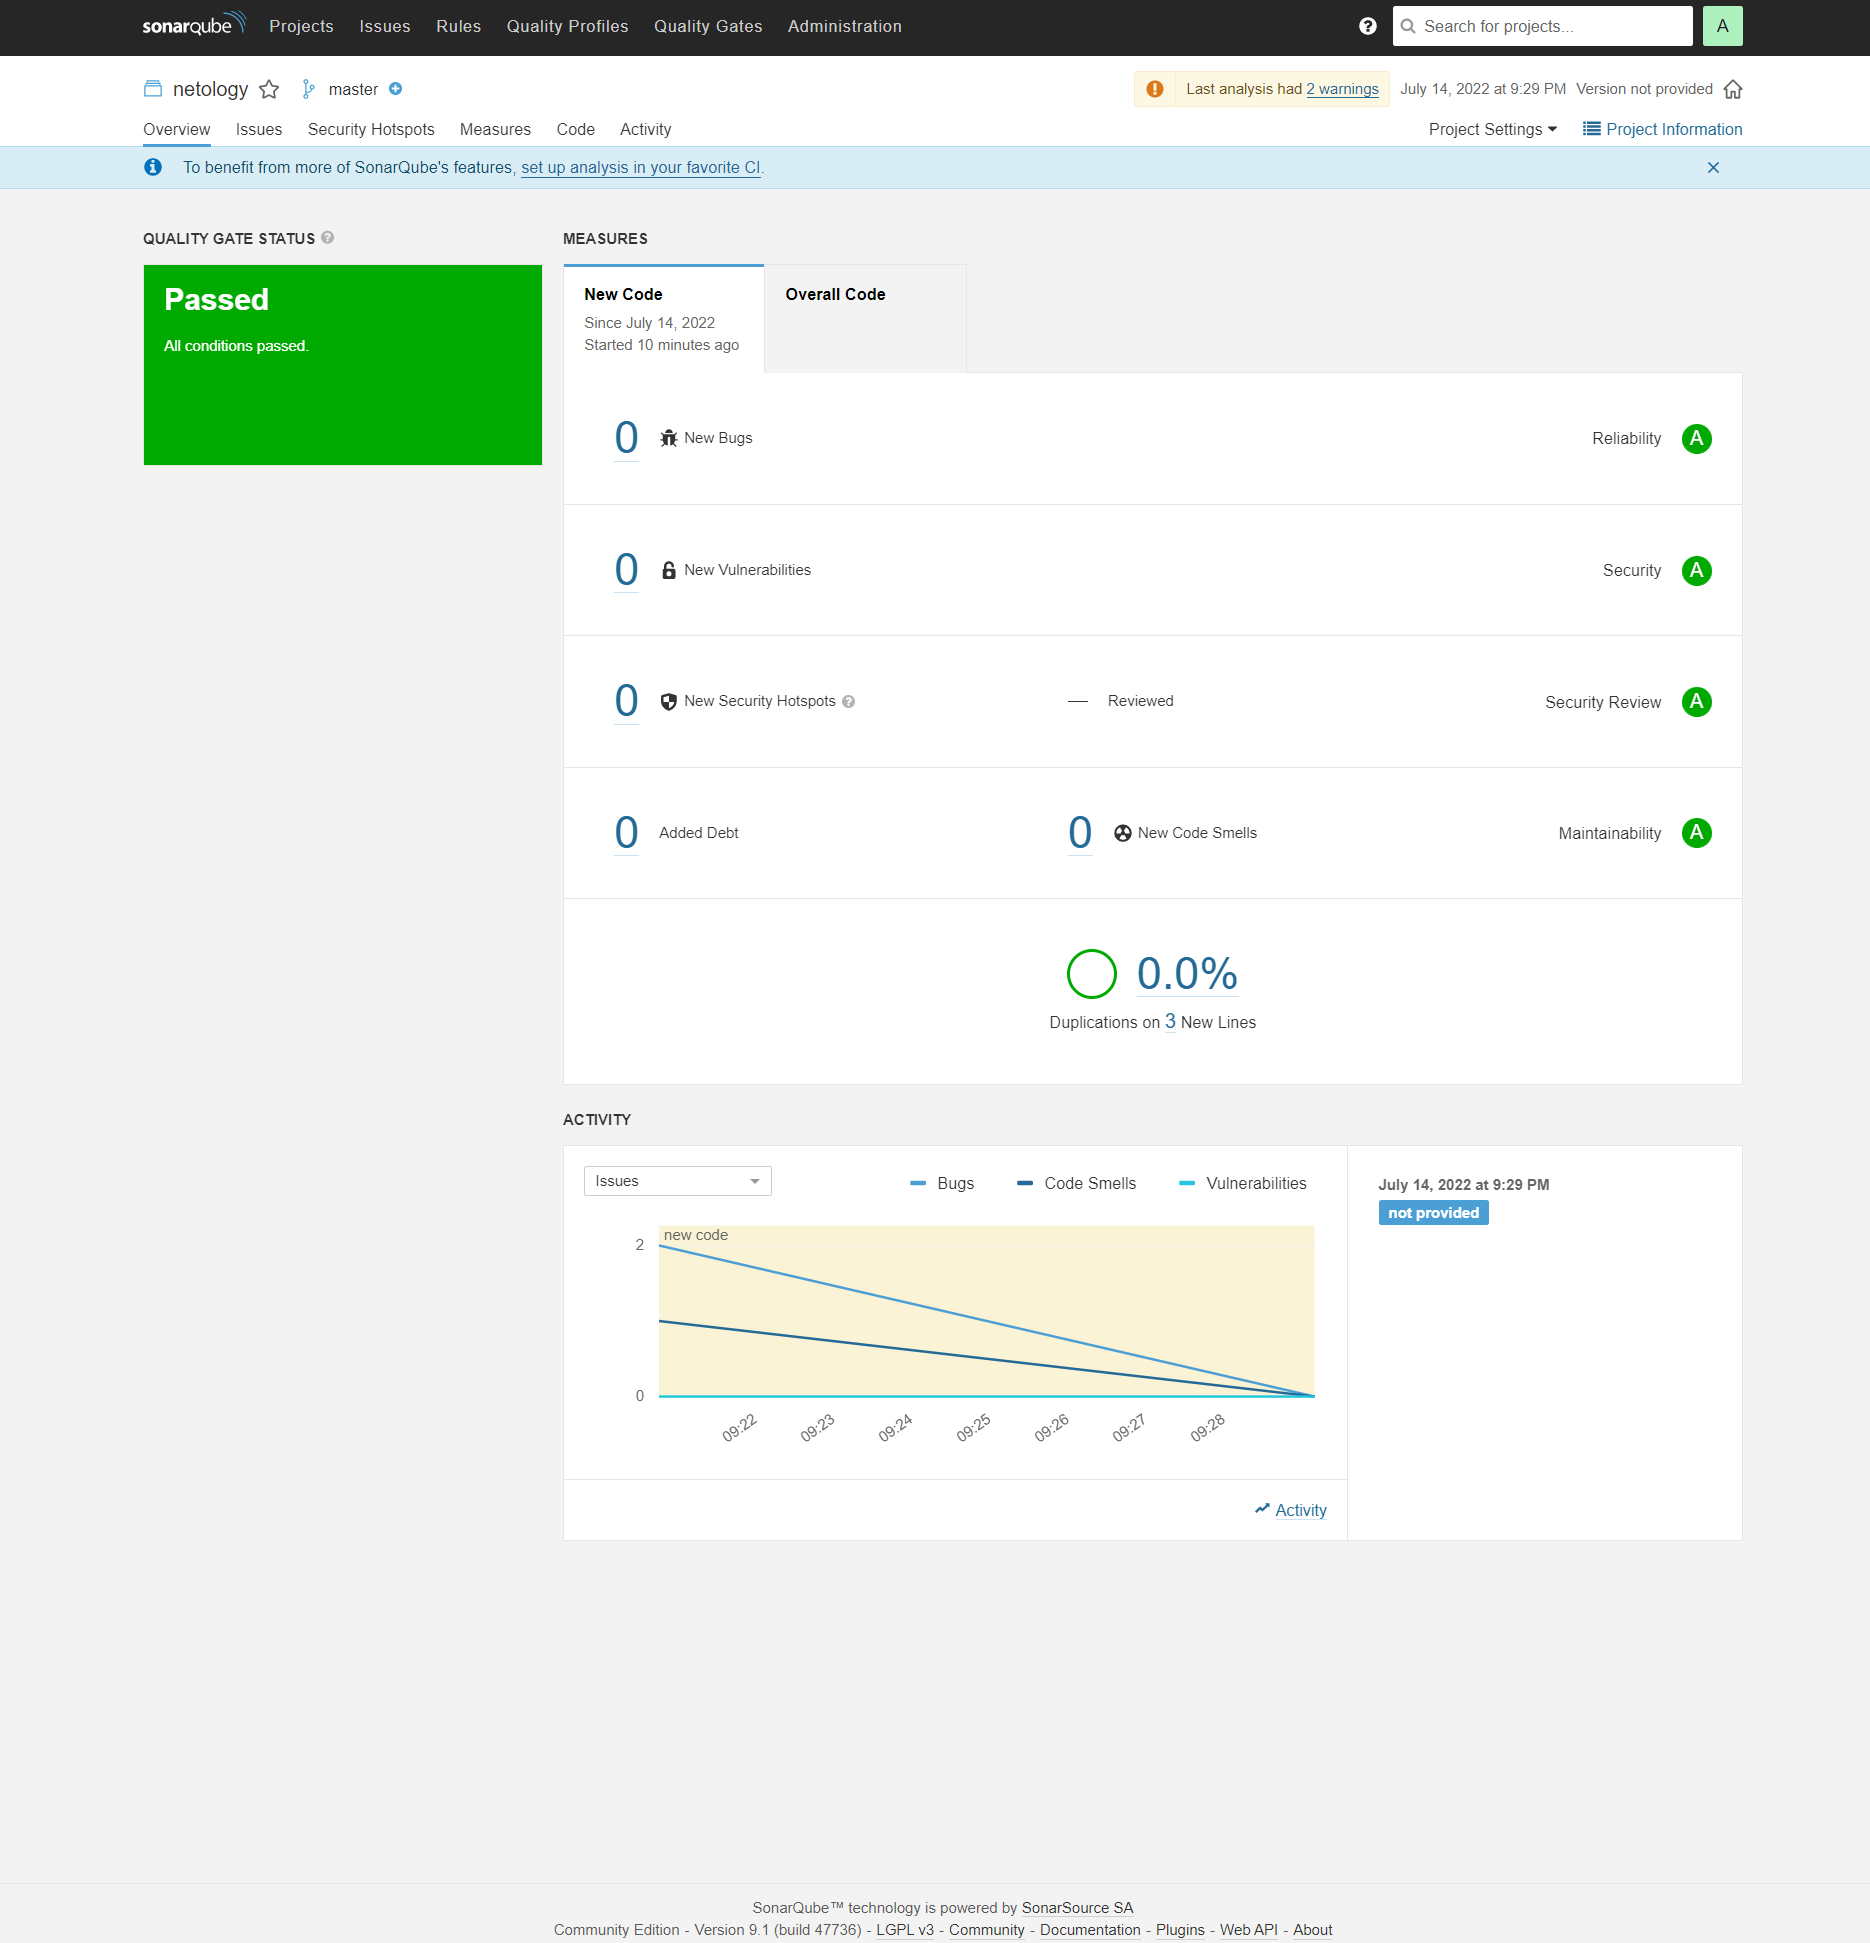 sonarqube Projects Issues Rules Quality Profiles Quality Gates Administration ? Search for projects... A
netology master Last analysis had 2 warnings July 14, 2022 at 9:29 PM Version not provided
Overview Issues Security Hotspots Measures Code Activity Project Settings Project Information
To benefit from more of SonarQube's features, set up analysis in your favorite CI.
QUALITY GATE STATUS ?
Passed
All conditions passed.
MEASURES
New Code
Since July 14, 2022
Started 10 minutes ago
Overall Code
0 New Bugs Reliability A
0 New Vulnerabilities Security A
0 New Security Hotspots ? — Reviewed Security Review A
0 Added Debt 0 New Code Smells Maintainability A
0.0%
Duplications on 3 New Lines
ACTIVITY
Issues Bugs Code Smells Vulnerabilities
new code
2
0
09:22 09:23 09:24 09:25 09:26 09:27 09:28
Activity
July 14, 2022 at 9:29 PM
not provided
SonarQube™ technology is powered by SonarSource SA
Community Edition - Version 9.1 (build 47736) - LGPL v3 - Community - Documentation - Plugins - Web API - About